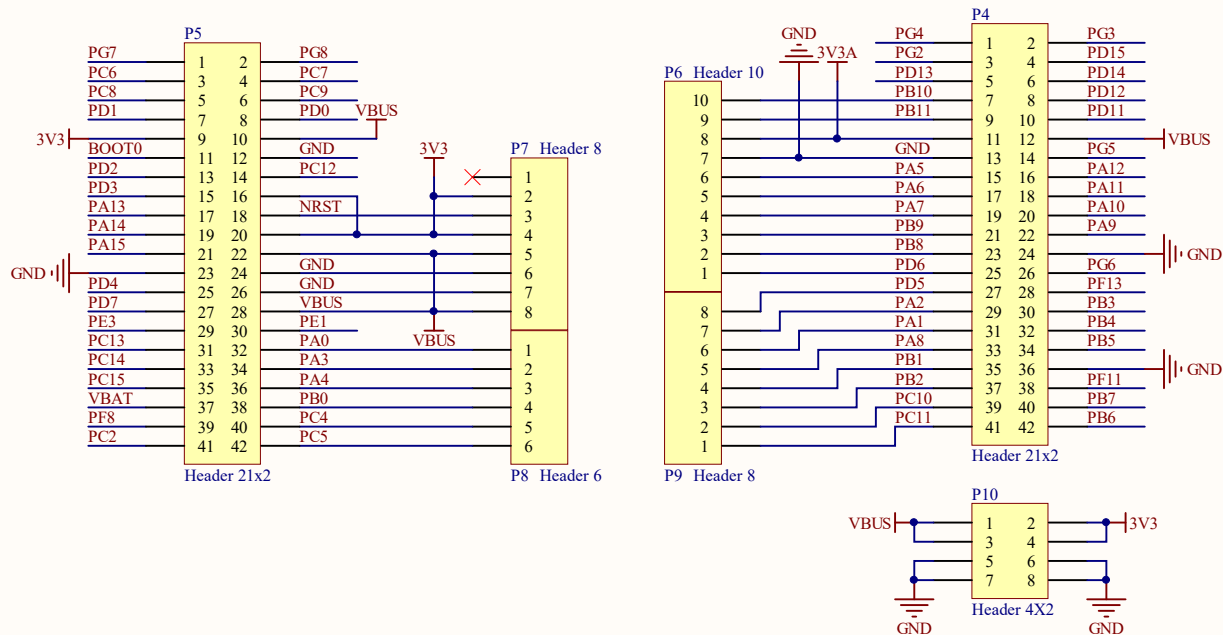 P5
PG7 1 2 PG8
PC6 3 4 PC7
PC8 5 6 PC9
PD1 7 8 PD0 VBUS
3V3 9 10
BOOT0 11 12 GND
PD2 13 14 PC12
PD3 15 16
PA13 17 18 NRST
PA14 19 20
PA15 21 22
GND 23 24 GND
PD4 25 26 GND
PD7 27 28 VBUS
PE3 29 30 PE1
PC13 31 32 PA0
PC14 33 34 PA3
PC15 35 36 PA4
VBAT 37 38 PB0
PF8 39 40 PC4
PC2 41 42 PC5
Header 21x2
3V3
VBUS
P7 Header 8
1
2
3
4
5
6
7
8
1
2
3
4
5
6
P8 Header 6
GND
3V3A
P6 Header 10
10
9
8
7
6
5
4
3
2
1
8
7
6
5
4
3
2
1
P9 Header 8
P4
PG4 1 2 PG3
PG2 3 4 PD15
PD13 5 6 PD14
PB10 7 8 PD12
PB11 9 10 PD11
11 12 VBUS
GND 13 14 PG5
PA5 15 16 PA12
PA6 17 18 PA11
PA7 19 20 PA10
PB9 21 22 PA9
PB8 23 24 GND
PD6 25 26 PG6
PD5 27 28 PF13
PA2 29 30 PB3
PA1 31 32 PB4
PA8 33 34 PB5
PB1 35 36 GND
PB2 37 38 PF11
PC10 39 40 PB7
PC11 41 42 PB6
Header 21x2
P10
VBUS 1 2 3V3
3 4
5 6
7 8
Header 4X2
GND
GND